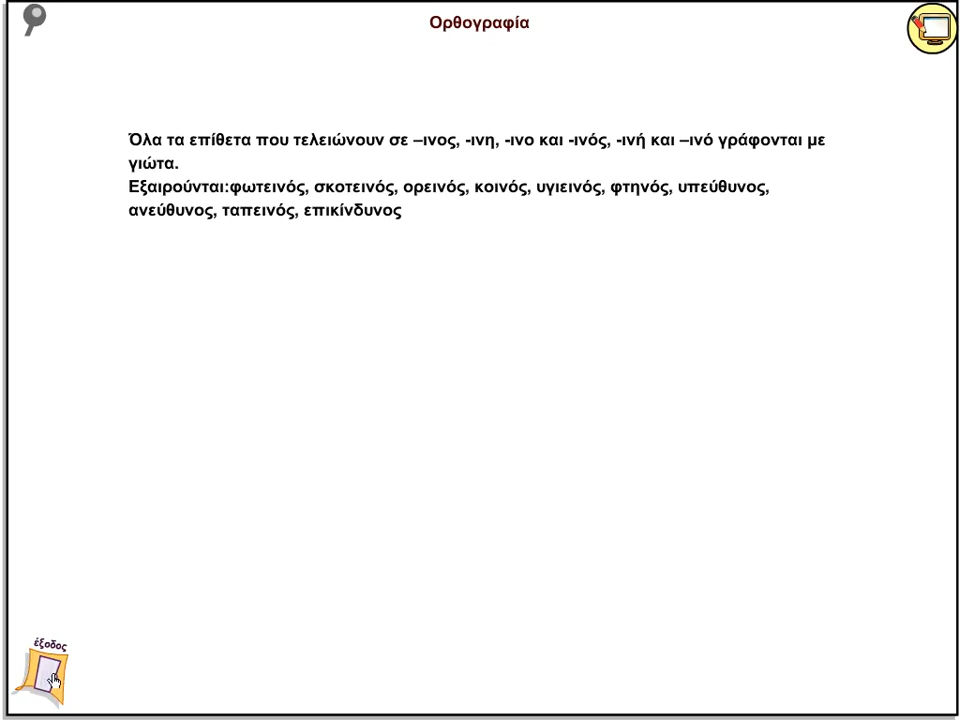 Ορθογραφία
Όλα τα επίθετα που τελειώνουν σε –ινος, -ινη, -ινο και -ινός, -ινή και –ινό γράφονται με
γιώτα.
Εξαιρούνται:φωτεινός, σκοτεινός, ορεινός, κοινός, υγιεινός, φτηνός, υπεύθυνος,
ανεύθυνος, ταπεινός, επικίνδυνος
έξοδος